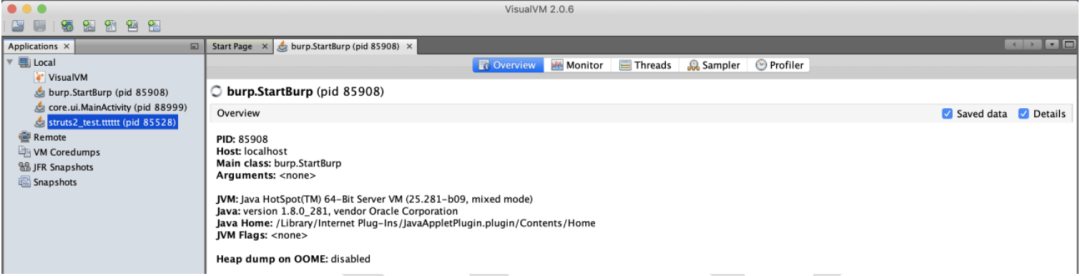 VisualVM 2.0.6
Applications ×
Start Page ×
burp.StartBurp (pid 85908) ×
Local
VisualVM
burp.StartBurp (pid 85908)
core.ui.MainActivity (pid 88999)
struts2_test.tttttt (pid 85528)
Remote
VM Coredumps
JFR Snapshots
Snapshots
Overview
Monitor
Threads
Sampler
Profiler
burp.StartBurp (pid 85908)
Overview
Saved data
Details
PID: 85908
Host: localhost
Main class: burp.StartBurp
Arguments: <none>
JVM: Java HotSpot(TM) 64-Bit Server VM (25.281-b09, mixed mode)
Java: version 1.8.0_281, vendor Oracle Corporation
Java Home: /Library/Internet Plug-Ins/JavaAppletPlugin.plugin/Contents/Home
JVM Flags: <none>
Heap dump on OOME: disabled